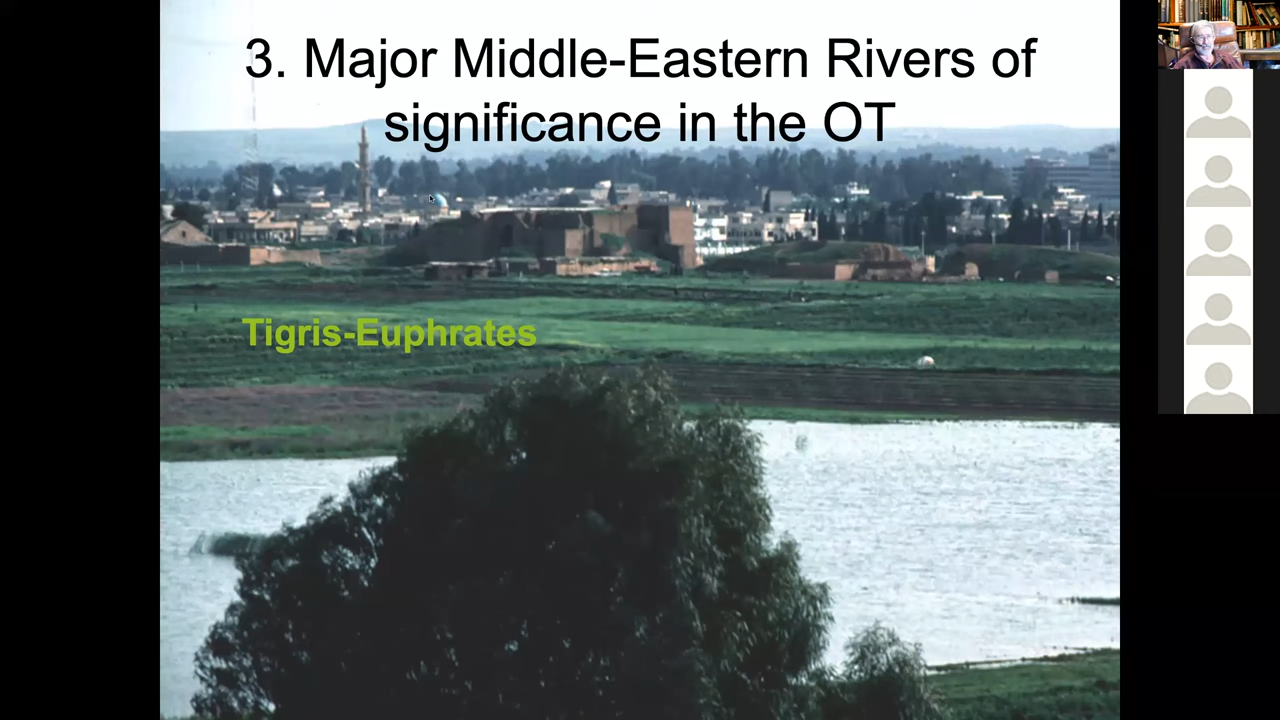 3. Major Middle-Eastern Rivers of
significance in the OT
Tigris-Euphrates